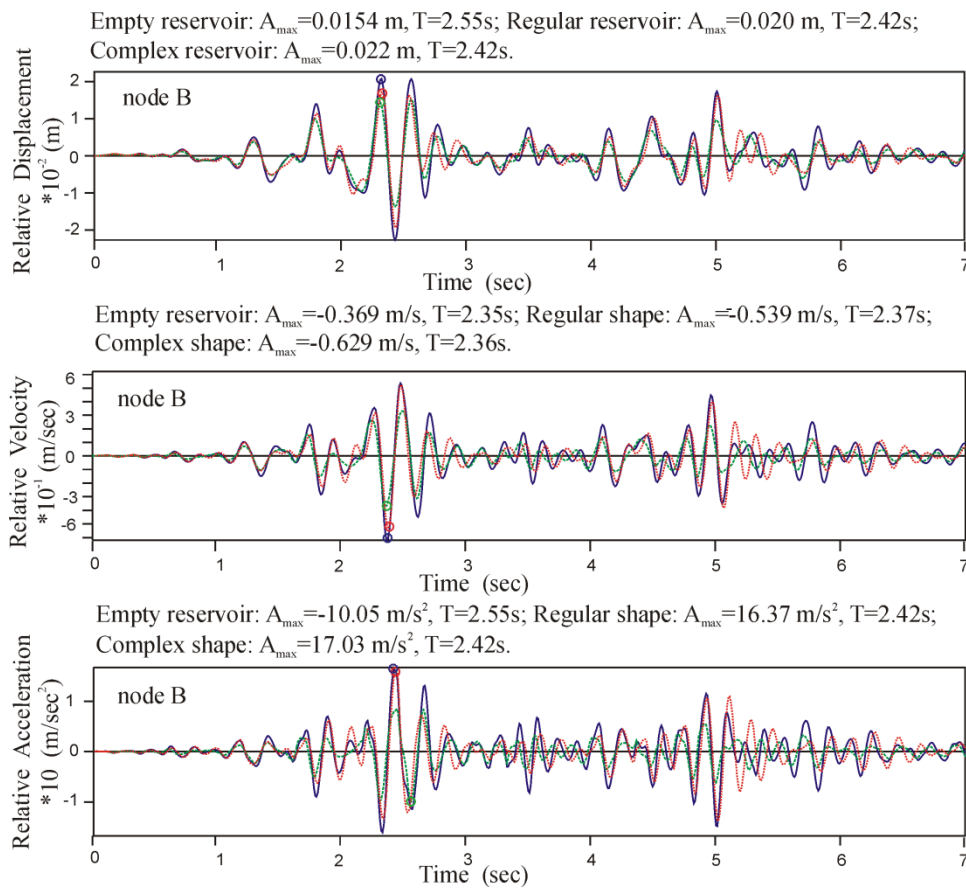 Empty reservoir: Amax=0.0154 m, T=2.55s; Regular reservoir: Amax=0.020 m, T=2.42s;
Complex reservoir: Amax=0.022 m, T=2.42s.
Relative Displacement
*10⁻² (m)
node B
2
1
0
-1
-2
0 1 2 3 4 5 6 7
Time (sec)
Empty reservoir: Amax=-0.369 m/s, T=2.35s; Regular shape: Amax=-0.539 m/s, T=2.37s;
Complex shape: Amax=-0.629 m/s, T=2.36s.
Relative Velocity
*10⁻¹ (m/sec)
node B
6
3
0
-3
-6
0 1 2 3 4 5 6 7
Time (sec)
Empty reservoir: Amax=-10.05 m/s², T=2.55s; Regular shape: Amax=16.37 m/s², T=2.42s;
Complex shape: Amax=17.03 m/s², T=2.42s.
Relative Acceleration
*10 (m/sec²)
node B
1
0
-1
0 1 2 3 4 5 6 7
Time (sec)